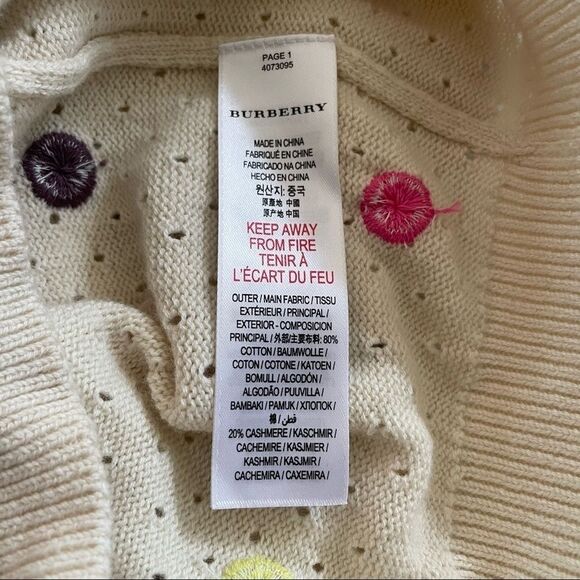 PAGE 1
4073095
BURBERRY
MADE IN CHINA
FABRIQUÉ EN CHINE
FABRICADO NA CHINA
HECHO EN CHINA
원산지: 중국
原產地 中國
原产地 中国
KEEP AWAY
FROM FIRE
TENIR À
L'ÉCART DU FEU
OUTER / MAIN FABRIC / TISSU
EXTÉRIEUR / PRINCIPAL /
EXTERIOR - COMPOSICION
PRINCIPAL / 外部/主要布料: 80%
COTTON / BAUMWOLLE /
COTON / COTONE / KATOEN /
BOMULL / ALGODÓN /
ALGODÃO / PUUVILLA /
BAMBAKI / PAMUK / ХЛОПОК /
棉 / قطن /
20% CASHMERE / KASCHMIR /
CACHEMIRE / KASJMIER /
KASHMIR / KASJMIR /
CACHEMIRA / CAXEMIRA /